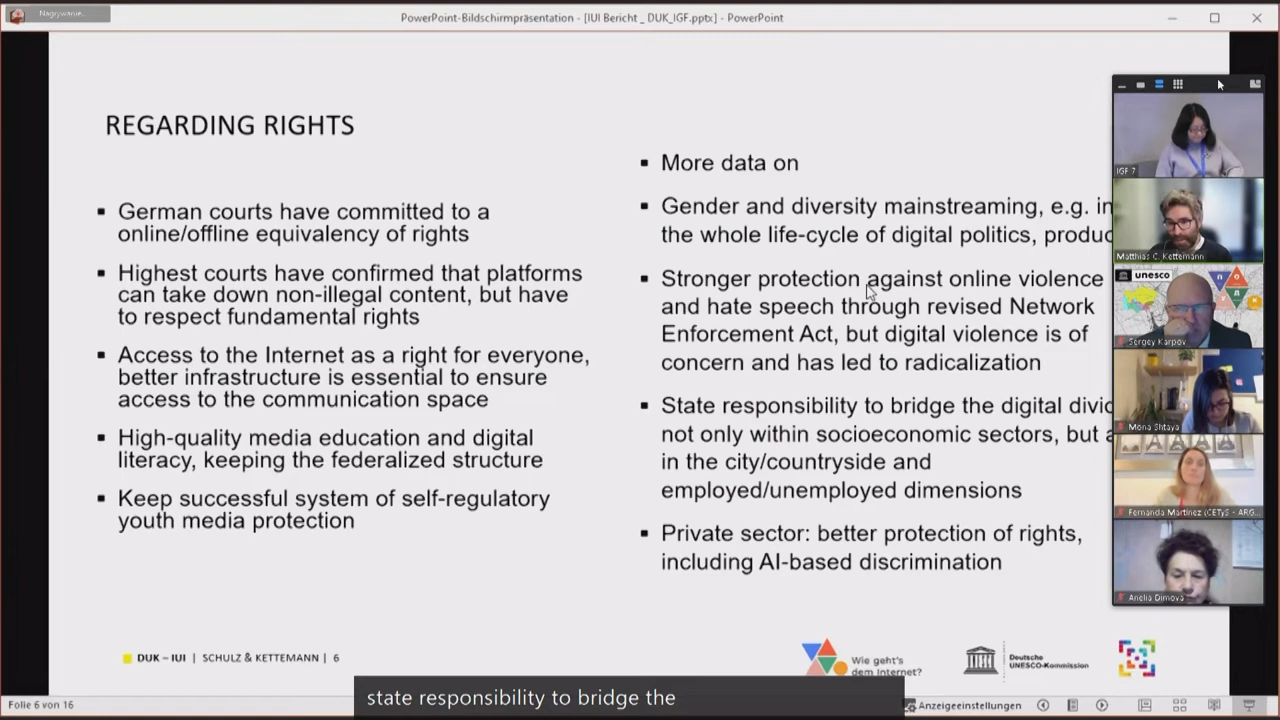 Nagrywanie...
PowerPoint-Bildschirmpräsentation - [IUI Bericht _ DUK_IGF.pptx] - PowerPoint
REGARDING RIGHTS
▪ German courts have committed to a
online/offline equivalency of rights
▪ Highest courts have confirmed that platforms
can take down non-illegal content, but have
to respect fundamental rights
▪ Access to the Internet as a right for everyone,
better infrastructure is essential to ensure
access to the communication space
▪ High-quality media education and digital
literacy, keeping the federalized structure
▪ Keep successful system of self-regulatory
youth media protection
▪ More data on
▪ Gender and diversity mainstreaming, e.g. in
the whole life-cycle of digital politics, produc
▪ Stronger protection against online violence
and hate speech through revised Network
Enforcement Act, but digital violence is of
concern and has led to radicalization
▪ State responsibility to bridge the digital divid
not only within socioeconomic sectors, but a
in the city/countryside and
employed/unemployed dimensions
▪ Private sector: better protection of rights,
including AI-based discrimination
IGF 7
Matthias C. Kettemann
unesco
Sergey Karpov
Mona Shtaya
Fernanda Martinez (CETyS - ARG...
Anelia Dimova
DUK – IUI | SCHULZ & KETTEMANN | 6
Wie geht's
dem Internet?
Deutsche
UNESCO-Kommission
state responsibility to bridge the
Folie 6 von 16
Anzeigeeinstellungen